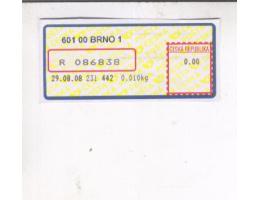 601 00 BRNO 1
ČESKÁ REPUBLIKA
R 086838
0.00
29.08.08 231 442 0.010kg